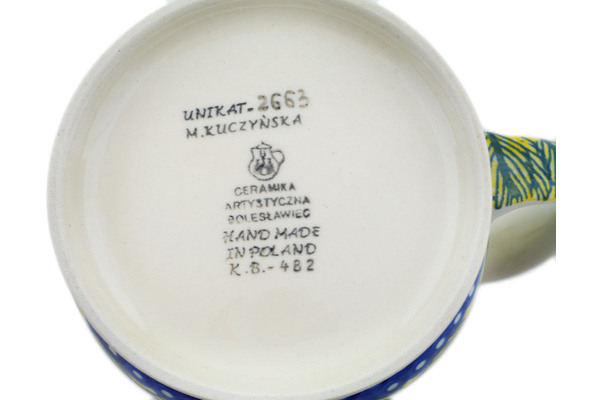 UNIKAT-2663
M.KUCZYŃSKA
CERAMIKA
ARTYSTYCZNA
BOLESŁAWIEC
HAND MADE
IN POLAND
K.B.-482